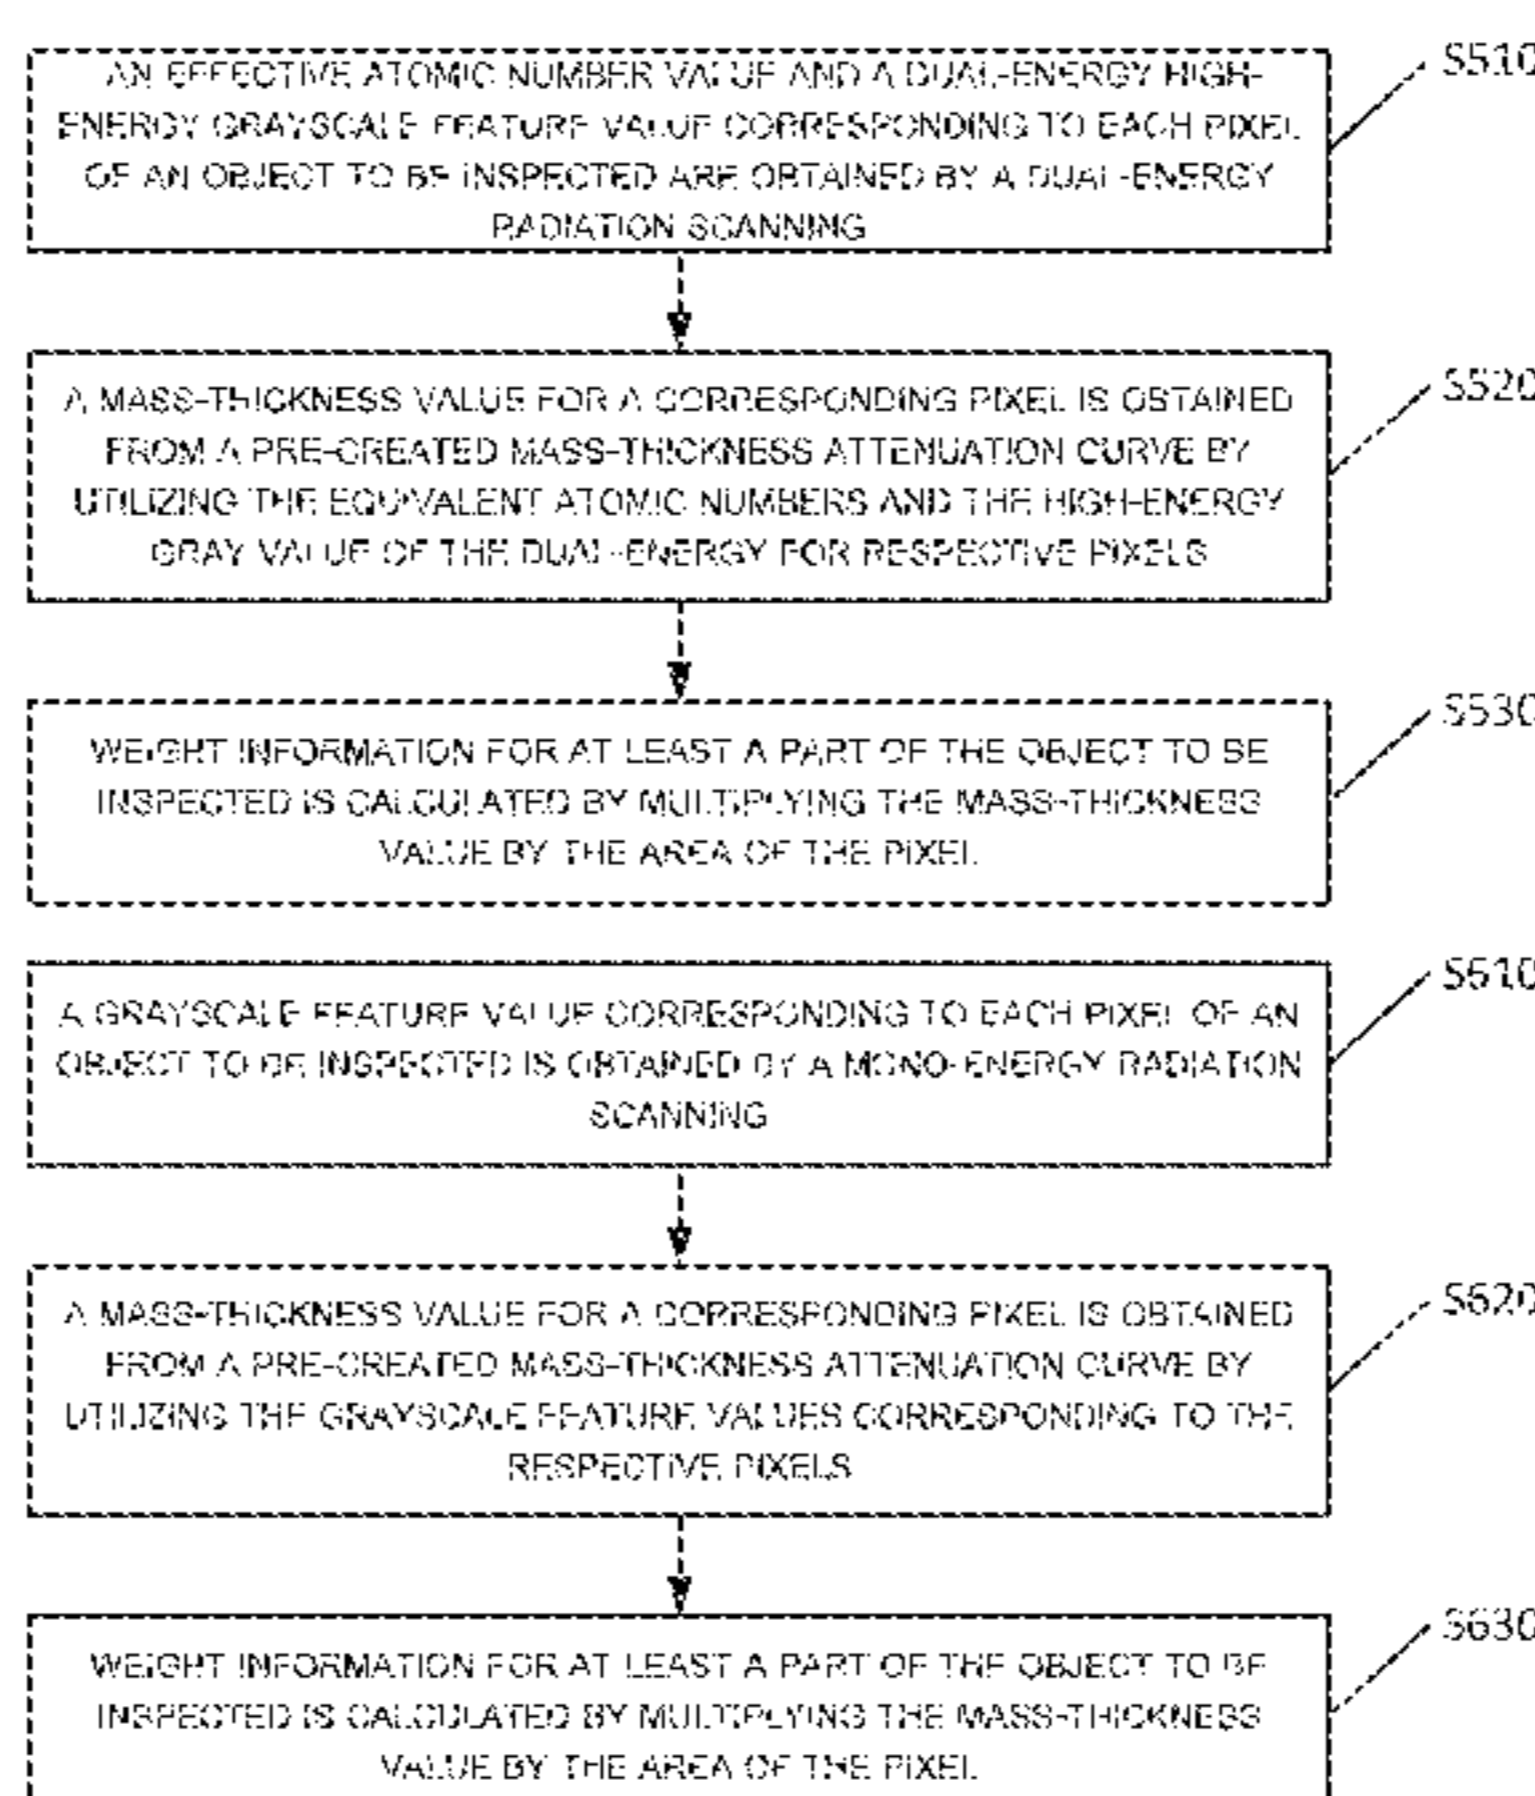 AN EFFECTIVE ATOMIC NUMBER VALUE AND A DUAL-ENERGY HIGH-
ENERGY GRAYSCALE FEATURE VALUE CORRESPONDING TO EACH PIXEL
OF AN OBJECT TO BE INSPECTED ARE OBTAINED BY A DUAL-ENERGY
RADIATION SCANNING
S510
A MASS-THICKNESS VALUE FOR A CORRESPONDING PIXEL IS OBTAINED
FROM A PRE-CREATED MASS-THICKNESS ATTENUATION CURVE BY
UTILIZING THE EQUIVALENT ATOMIC NUMBERS AND THE HIGH-ENERGY
GRAY VALUE OF THE DUAL-ENERGY FOR RESPECTIVE PIXELS
S520
WEIGHT INFORMATION FOR AT LEAST A PART OF THE OBJECT TO BE
INSPECTED IS CALCULATED BY MULTIPLYING THE MASS-THICKNESS
VALUE BY THE AREA OF THE PIXEL
S530
A GRAYSCALE FEATURE VALUE CORRESPONDING TO EACH PIXEL OF AN
OBJECT TO BE INSPECTED IS OBTAINED BY A MONO-ENERGY RADIATION
SCANNING
S610
A MASS-THICKNESS VALUE FOR A CORRESPONDING PIXEL IS OBTAINED
FROM A PRE-CREATED MASS-THICKNESS ATTENUATION CURVE BY
UTILIZING THE GRAYSCALE FEATURE VALUES CORRESPONDING TO THE
RESPECTIVE PIXELS
S620
WEIGHT INFORMATION FOR AT LEAST A PART OF THE OBJECT TO BE
INSPECTED IS CALCULATED BY MULTIPLYING THE MASS-THICKNESS
VALUE BY THE AREA OF THE PIXEL
S630